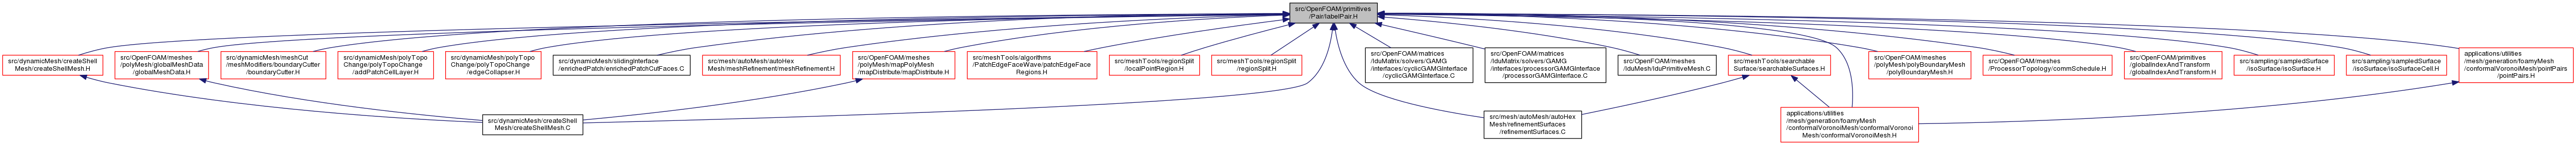 src/OpenFOAM/primitives
/Pair/labelPair.H
src/dynamicMesh/createShell
Mesh/createShellMesh.H
src/OpenFOAM/meshes
/polyMesh/globalMeshData
/globalMeshData.H
src/dynamicMesh/meshCut
/meshModifiers/boundaryCutter
/boundaryCutter.H
src/dynamicMesh/polyTopo
Change/polyTopoChange
/addPatchCellLayer.H
src/dynamicMesh/polyTopo
Change/polyTopoChange
/edgeCollapser.H
src/dynamicMesh/slidingInterface
/enrichedPatch/enrichedPatchCutFaces.C
src/mesh/autoMesh/autoHex
Mesh/meshRefinement/meshRefinement.H
src/OpenFOAM/meshes
/polyMesh/mapPolyMesh
/mapDistribute/mapDistribute.H
src/meshTools/algorithms
/PatchEdgeFaceWave/patchEdgeFace
Regions.H
src/meshTools/regionSplit
/localPointRegion.H
src/meshTools/regionSplit
/regionSplit.H
src/OpenFOAM/matrices
/lduMatrix/solvers/GAMG
/interfaces/cyclicGAMGInterface
/cyclicGAMGInterface.C
src/OpenFOAM/matrices
/lduMatrix/solvers/GAMG
/interfaces/processorGAMGInterface
/processorGAMGInterface.C
src/OpenFOAM/meshes
/lduMesh/lduPrimitiveMesh.C
src/meshTools/searchable
Surface/searchableSurfaces.H
src/OpenFOAM/meshes
/polyMesh/polyBoundaryMesh
/polyBoundaryMesh.H
src/OpenFOAM/meshes
/ProcessorTopology/commSchedule.H
src/OpenFOAM/primitives
/globalIndexAndTransform
/globalIndexAndTransform.H
src/sampling/sampledSurface
/isoSurface/isoSurface.H
src/sampling/sampledSurface
/isoSurface/isoSurfaceCell.H
applications/utilities
/mesh/generation/foamyMesh
/conformalVoronoiMesh/pointPairs
/pointPairs.H
src/dynamicMesh/createShell
Mesh/createShellMesh.C
src/mesh/autoMesh/autoHex
Mesh/refinementSurfaces
/refinementSurfaces.C
applications/utilities
/mesh/generation/foamyMesh
/conformalVoronoiMesh/conformalVoronoi
Mesh/conformalVoronoiMesh.H